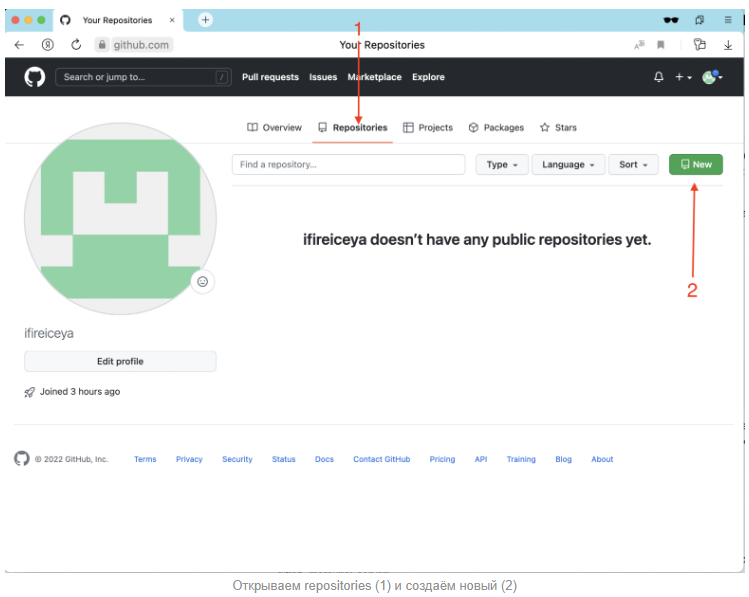 Your Repositories
1
github.com
Your Repositories
Search or jump to...
/
Pull requests
Issues
Marketplace
Explore
Overview
Repositories
Projects
Packages
Stars
Find a repository...
Type
Language
Sort
New
ifireiceya doesn't have any public repositories yet.
2
ifireiceya
Edit profile
Joined 3 hours ago
© 2022 GitHub, Inc.
Terms
Privacy
Security
Status
Docs
Contact GitHub
Pricing
API
Training
Blog
About
Открываем repositories (1) и создаём новый (2)